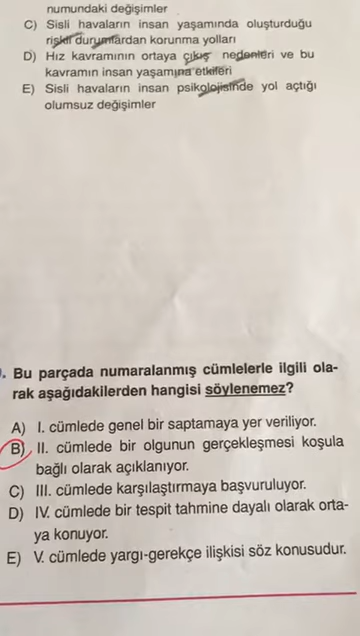 numundaki değişimler
C) Sisli havaların insan yaşamında oluşturduğu
riskli durumlardan korunma yolları
D) Hız kavramının ortaya çıkış nedenleri ve bu
kavramın insan yaşamına etkileri
E) Sisli havaların insan psikolojisinde yol açtığı
olumsuz değişimler
. Bu parçada numaralanmış cümlelerle ilgili ola-
rak aşağıdakilerden hangisi söylenemez?
A) I. cümlede genel bir saptamaya yer veriliyor.
B) II. cümlede bir olgunun gerçekleşmesi koşula
bağlı olarak açıklanıyor.
C) III. cümlede karşılaştırmaya başvuruluyor.
D) IV. cümlede bir tespit tahmine dayalı olarak orta-
ya konuyor.
E) V. cümlede yargı-gerekçe ilişkisi söz konusudur.